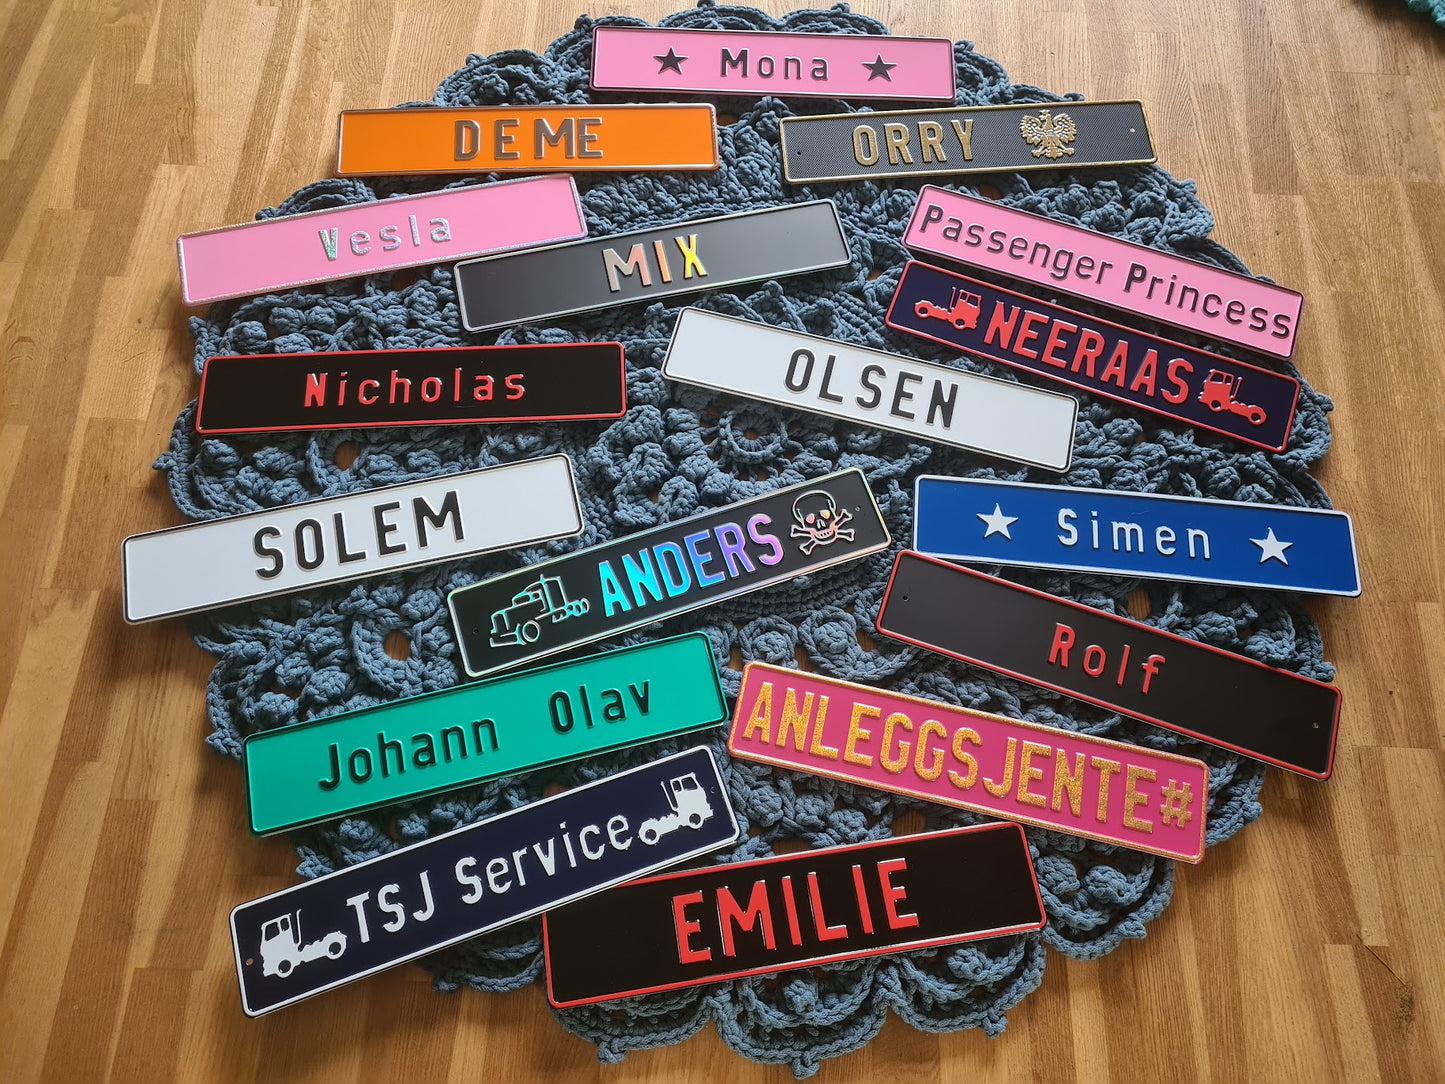 Mona
DEME
ORRY
Vesla
MIX
Passenger Princess
NEERAAS
Nicholas
OLSEN
SOLEM
ANDERS
Simen
Rolf
Johann Olav
ANLEGGSJENTE#
TSJ Service
EMILIE